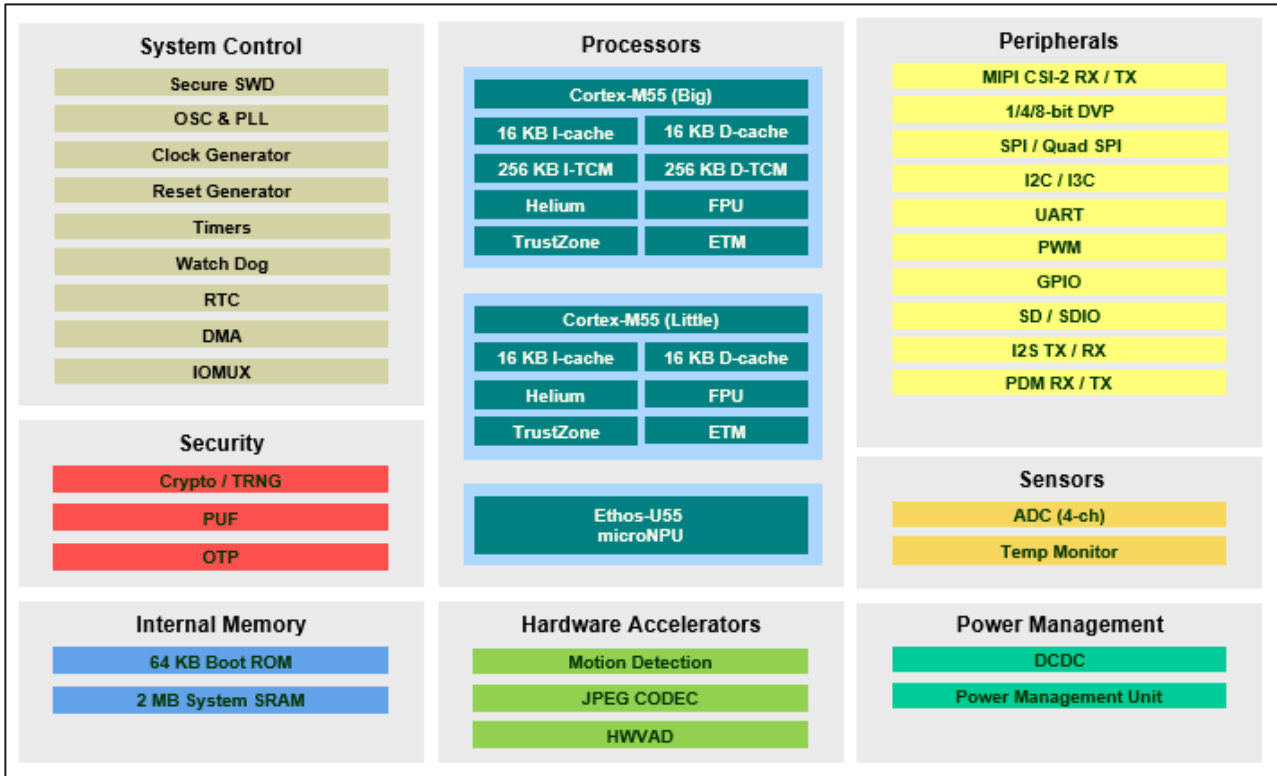 System Control
Secure SWD
OSC & PLL
Clock Generator
Reset Generator
Timers
Watch Dog
RTC
DMA
IOMUX
Security
Crypto / TRNG
PUF
OTP
Internal Memory
64 KB Boot ROM
2 MB System SRAM
Processors
Cortex-M55 (Big)
16 KB I-cache
16 KB D-cache
256 KB I-TCM
256 KB D-TCM
Helium
FPU
TrustZone
ETM
Cortex-M55 (Little)
16 KB I-cache
16 KB D-cache
Helium
FPU
TrustZone
ETM
Ethos-U55
microNPU
Hardware Accelerators
Motion Detection
JPEG CODEC
HWVAD
Peripherals
MIPI CSI-2 RX / TX
1/4/8-bit DVP
SPI / Quad SPI
I2C / I3C
UART
PWM
GPIO
SD / SDIO
I2S TX / RX
PDM RX / TX
Sensors
ADC (4-ch)
Temp Monitor
Power Management
DCDC
Power Management Unit